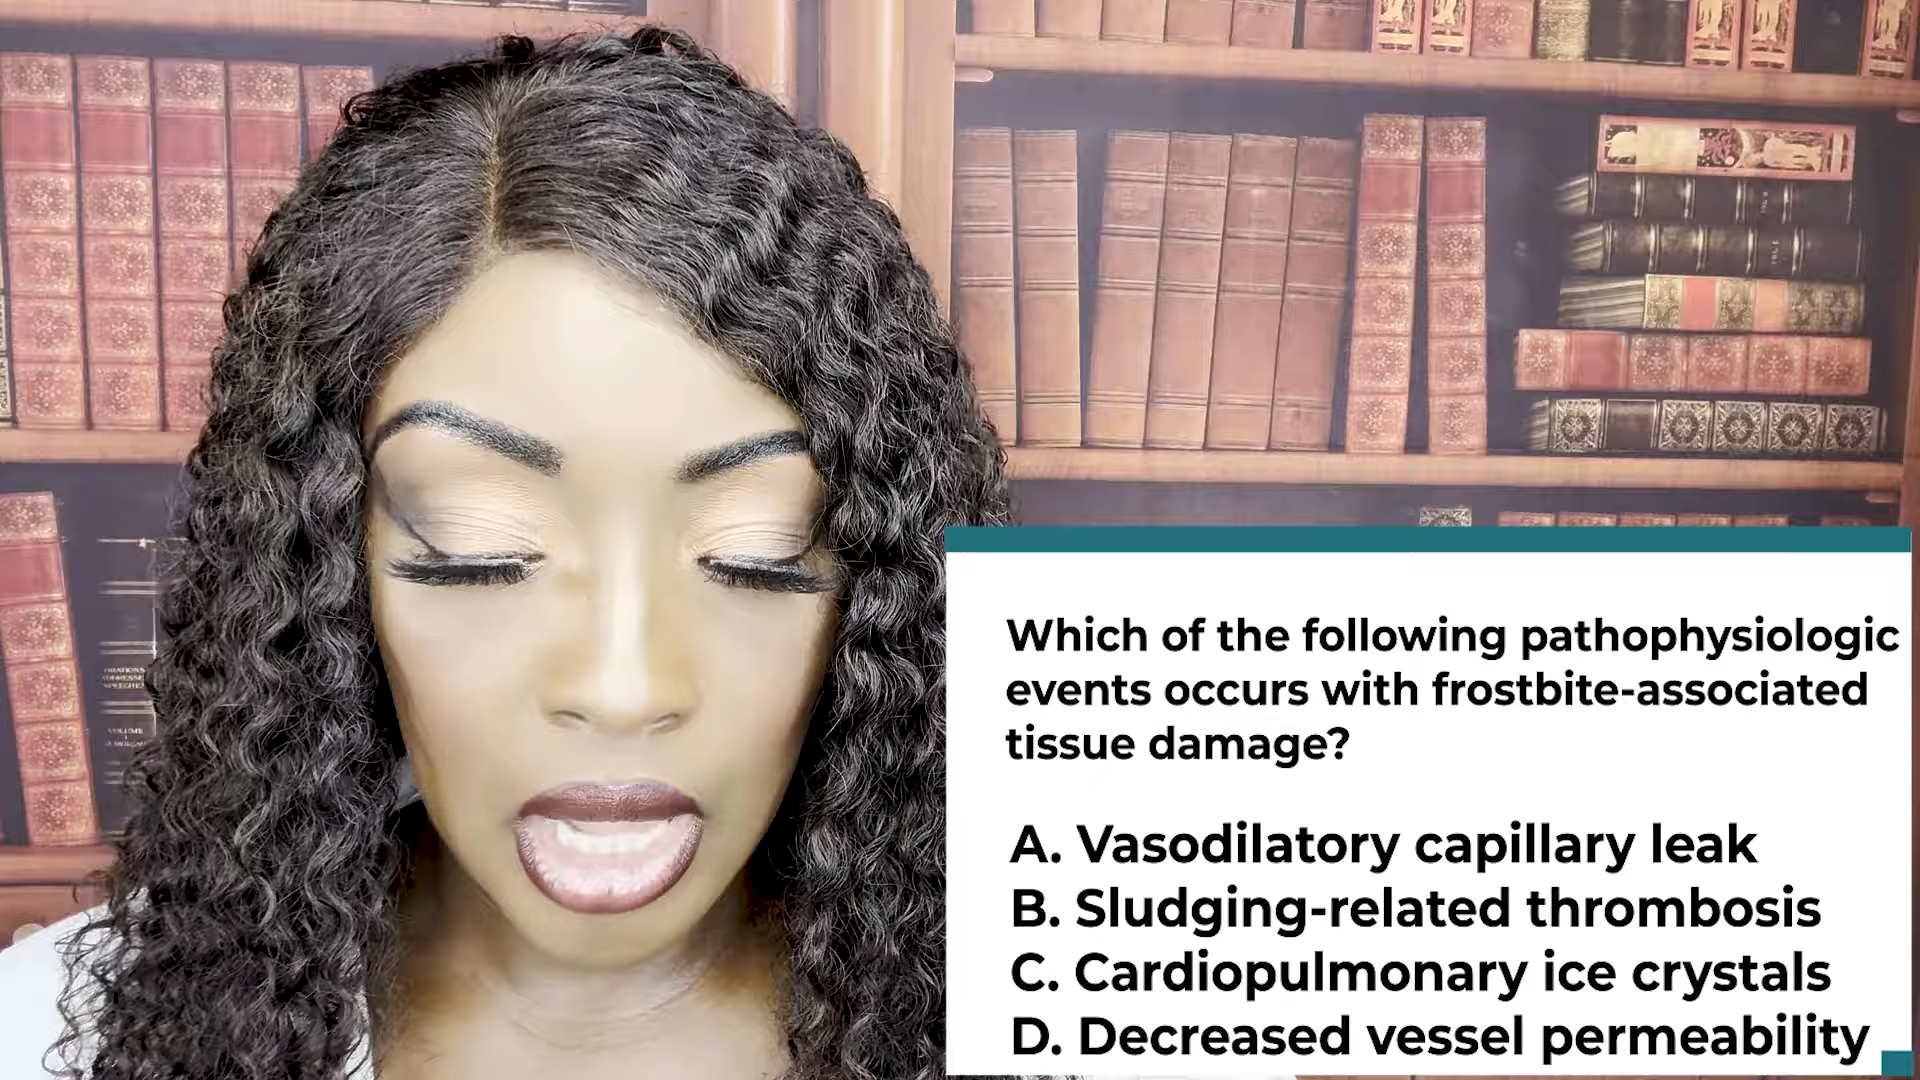 Which of the following pathophysiologic
events occurs with frostbite-associated
tissue damage?
A. Vasodilatory capillary leak
B. Sludging-related thrombosis
C. Cardiopulmonary ice crystals
D. Decreased vessel permeability